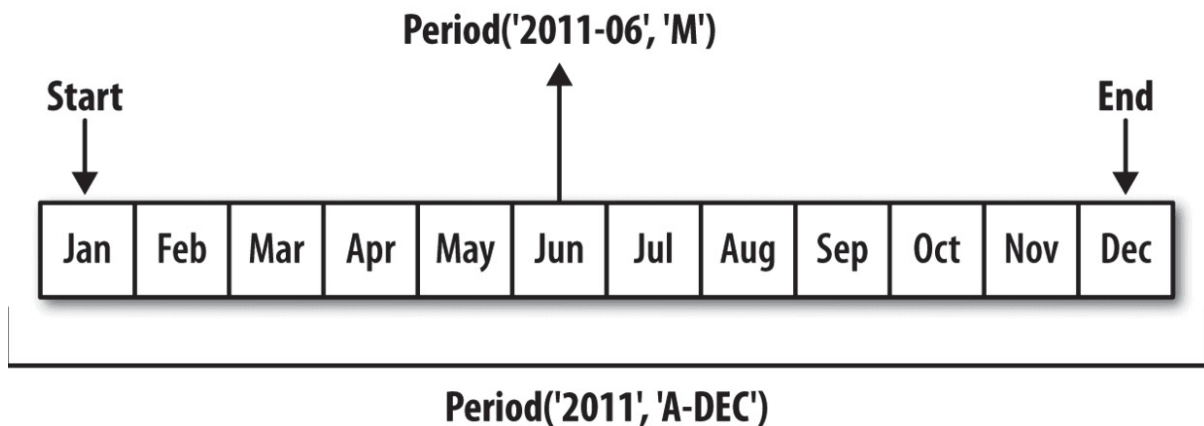 Period('2011-06', 'M')
Start End
Jan Feb Mar Apr May Jun Jul Aug Sep Oct Nov Dec
Period('2011', 'A-DEC')